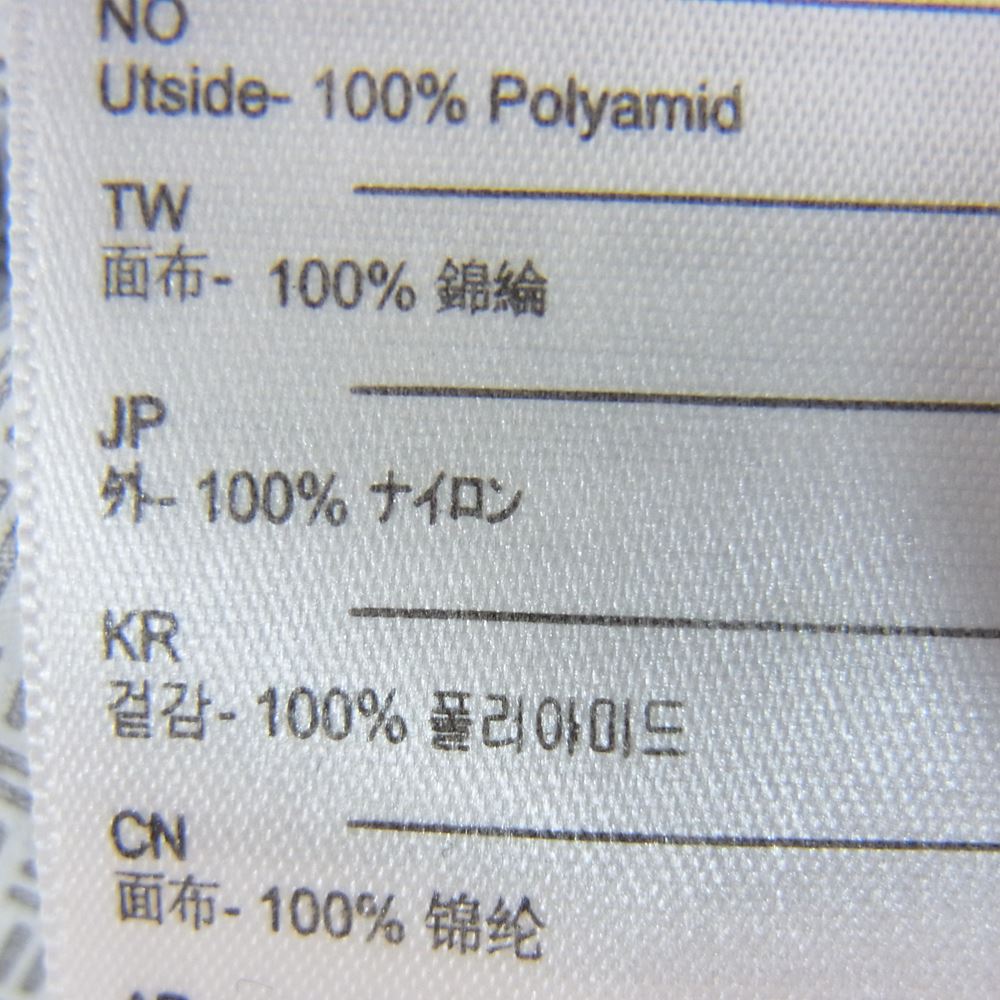 NO
Utside- 100% Polyamid
TW
面布- 100% 錦綸
JP
外- 100% ナイロン
KR
겉감- 100% 폴리아미드
CN
面布- 100% 锦纶